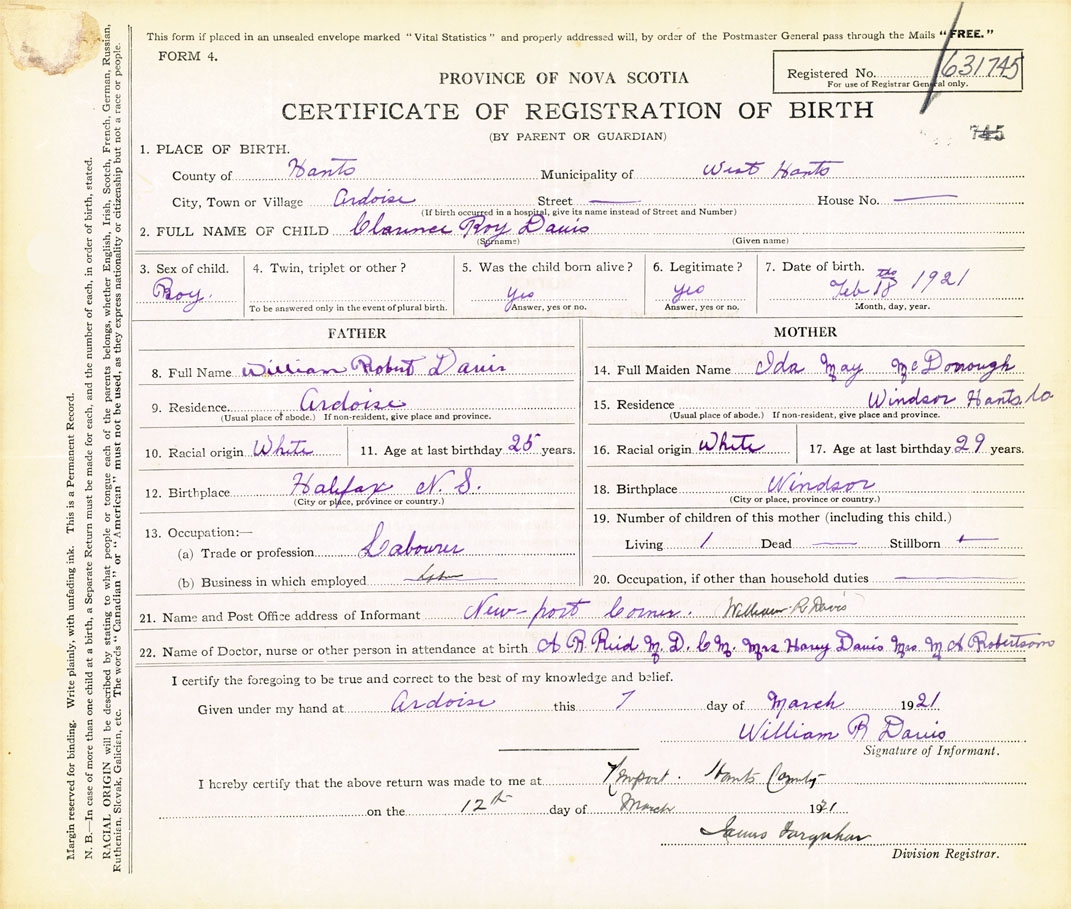 This form if placed in an unsealed envelope marked "Vital Statistics" and properly addressed will, by order of the Postmaster General pass through the Mails "FREE."
FORM 4.
Registered No. 631745
For use of Registrar General only.
PROVINCE OF NOVA SCOTIA
CERTIFICATE OF REGISTRATION OF BIRTH
(BY PARENT OR GUARDIAN)
745
1. PLACE OF BIRTH.
County of Hants Municipality of West Hants
City, Town or Village Ardoise Street — House No. —
(If birth occurred in a hospital, give its name instead of Street and Number)
2. FULL NAME OF CHILD Clarence Roy Davis
(Surname) (Given name)
3. Sex of child. 4. Twin, triplet or other? 5. Was the child born alive? 6. Legitimate? 7. Date of birth.
Boy. yes yes Feb 18 ths 1921
To be answered only in the event of plural birth. Answer, yes or no. Answer, yes or no. Month, day, year.
FATHER
8. Full Name William Robert Davis
9. Residence Ardoise
(Usual place of abode.) If non-resident, give place and province.
10. Racial origin White 11. Age at last birthday 25 years.
12. Birthplace Halifax N. S.
(City or place, province or country.)
13. Occupation:—
(a) Trade or profession Labourer
(b) Business in which employed
MOTHER
14. Full Maiden Name Ida May McDonough
15. Residence Windsor Hants Co.
(Usual place of abode.) If non-resident, give place and province.
16. Racial origin White 17. Age at last birthday 29 years.
18. Birthplace Windsor
(City or place, province or country.)
19. Number of children of this mother (including this child.)
Living 1 Dead — Stillborn —
20. Occupation, if other than household duties —
21. Name and Post Office address of Informant New-port Corner. William R Davis
22. Name of Doctor, nurse or other person in attendance at birth A R Reid M. D. C M. Mrs Harry Davis Mrs M A Robertson
I certify the foregoing to be true and correct to the best of my knowledge and belief.
Given under my hand at Ardoise this 7 day of March 1921
William R Davis
Signature of Informant.
I hereby certify that the above return was made to me at Newport. Hants County
on the 12th day of March 1921
James Farquhar
Division Registrar.
Margin reserved for binding. Write plainly, with unfading ink. This is a Permanent Record.
N. B.—In case of more than one child at a birth, a Separate Return must be made for each, and the number of each, in order of birth, stated.
RACIAL ORIGIN will be described by stating to what people or tongue each of the parents belongs, whether English, Irish, Scotch, French, German, Russian,
Ruthenian, Slovak, Galician, etc. The words "Canadian" or "American" must not be used, as they express nationality or citizenship but not a race or people.